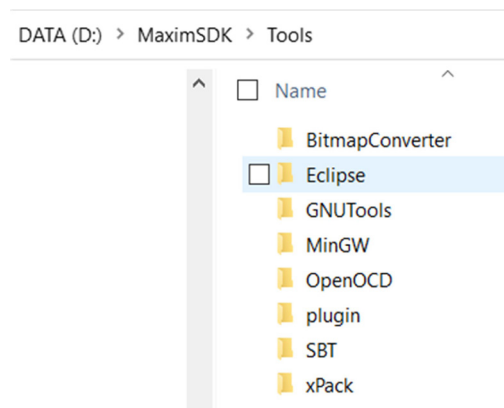 DATA (D:) > MaximSDK > Tools
Name
BitmapConverter
Eclipse
GNUTools
MinGW
OpenOCD
plugin
SBT
xPack